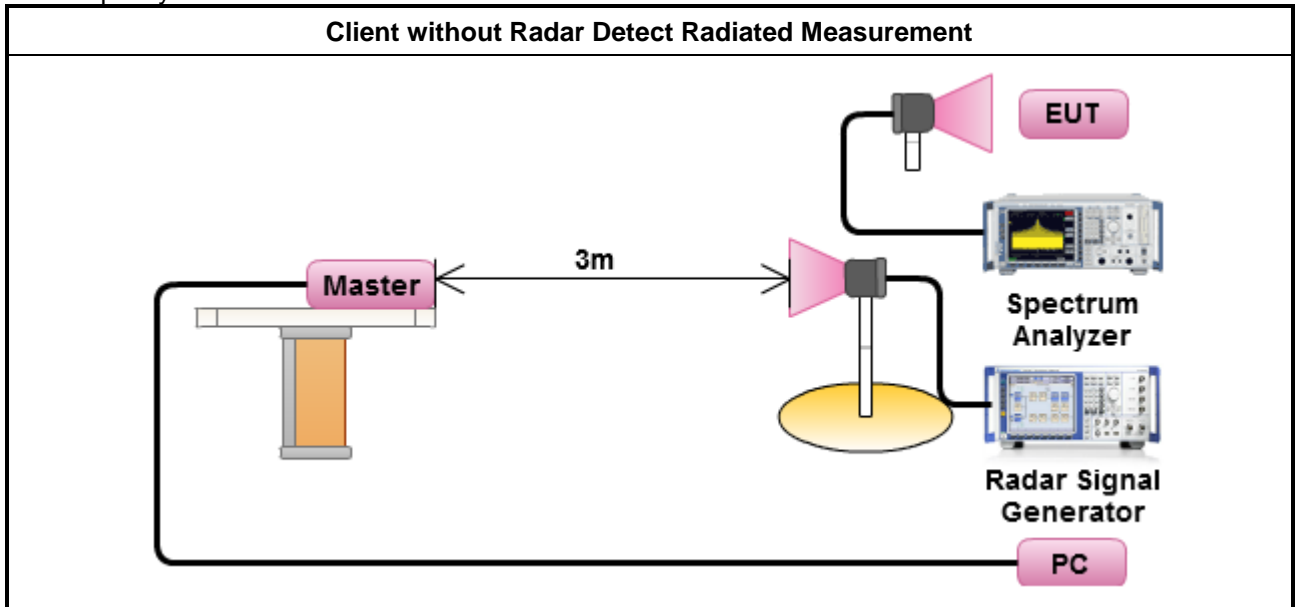 Client without Radar Detect Radiated Measurement
EUT
3m
Master
Spectrum
Analyzer
Radar Signal
Generator
PC